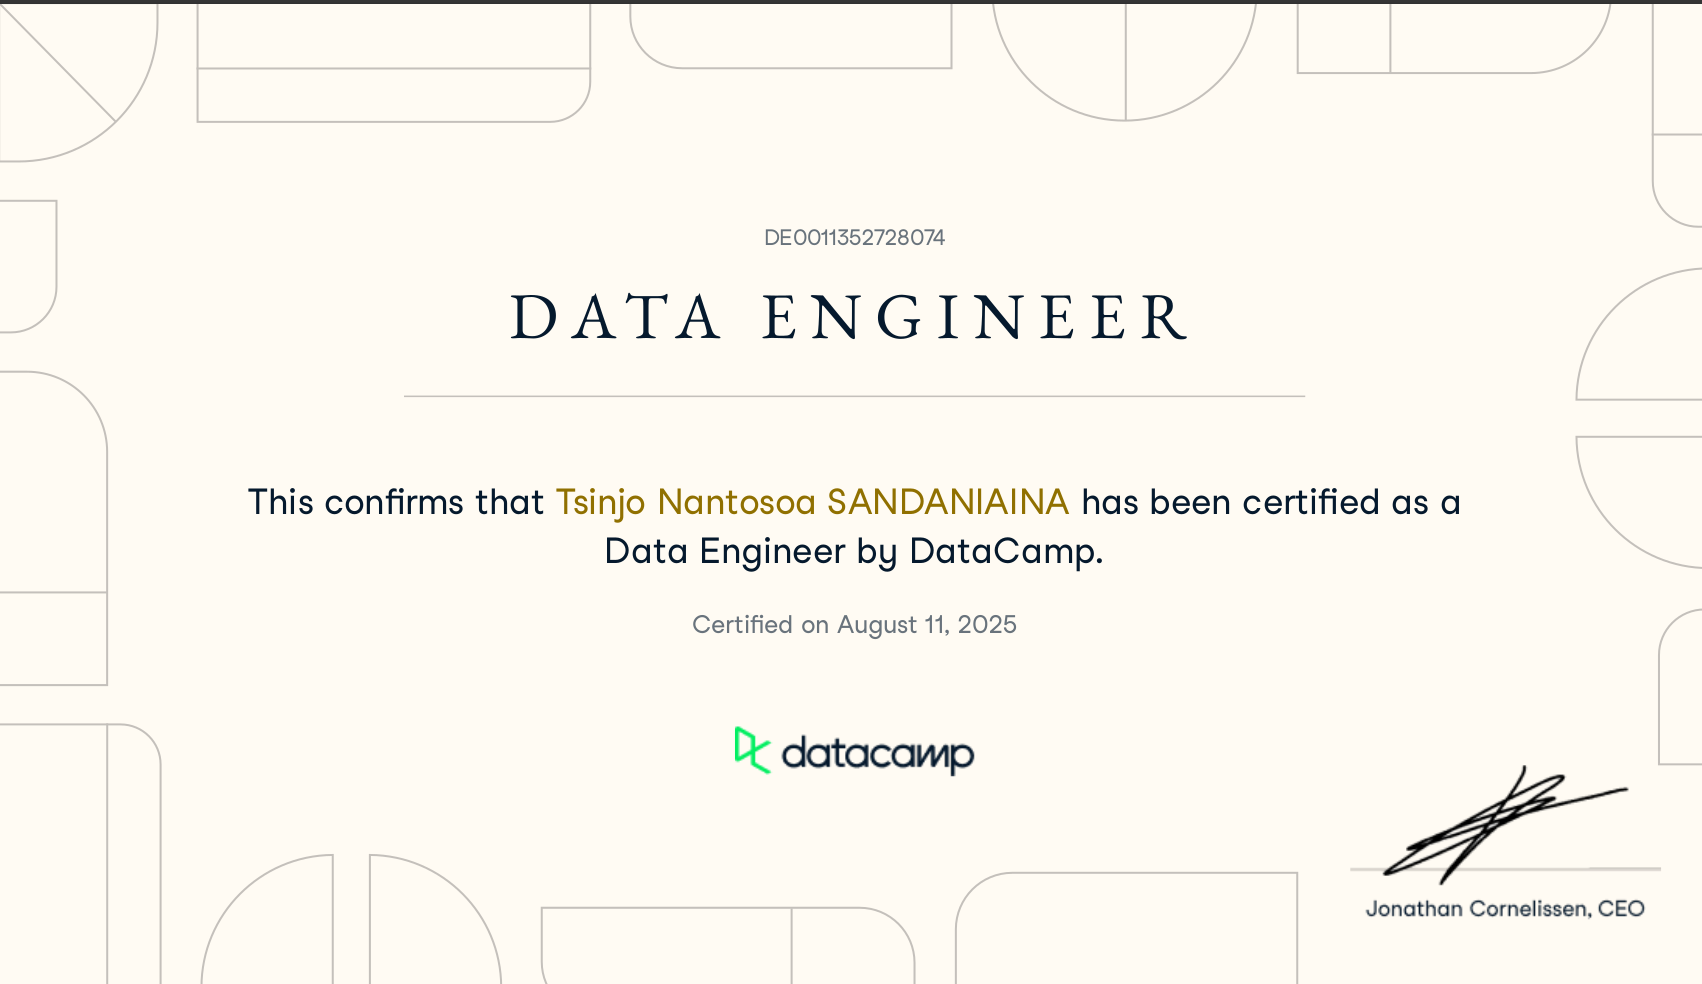 DE0011352728074
DATA ENGINEER
This confirms that Tsinjo Nantosoa SANDANIAINA has been certified as a
Data Engineer by DataCamp.
Certified on August 11, 2025
datacamp
Jonathan Cornelissen, CEO